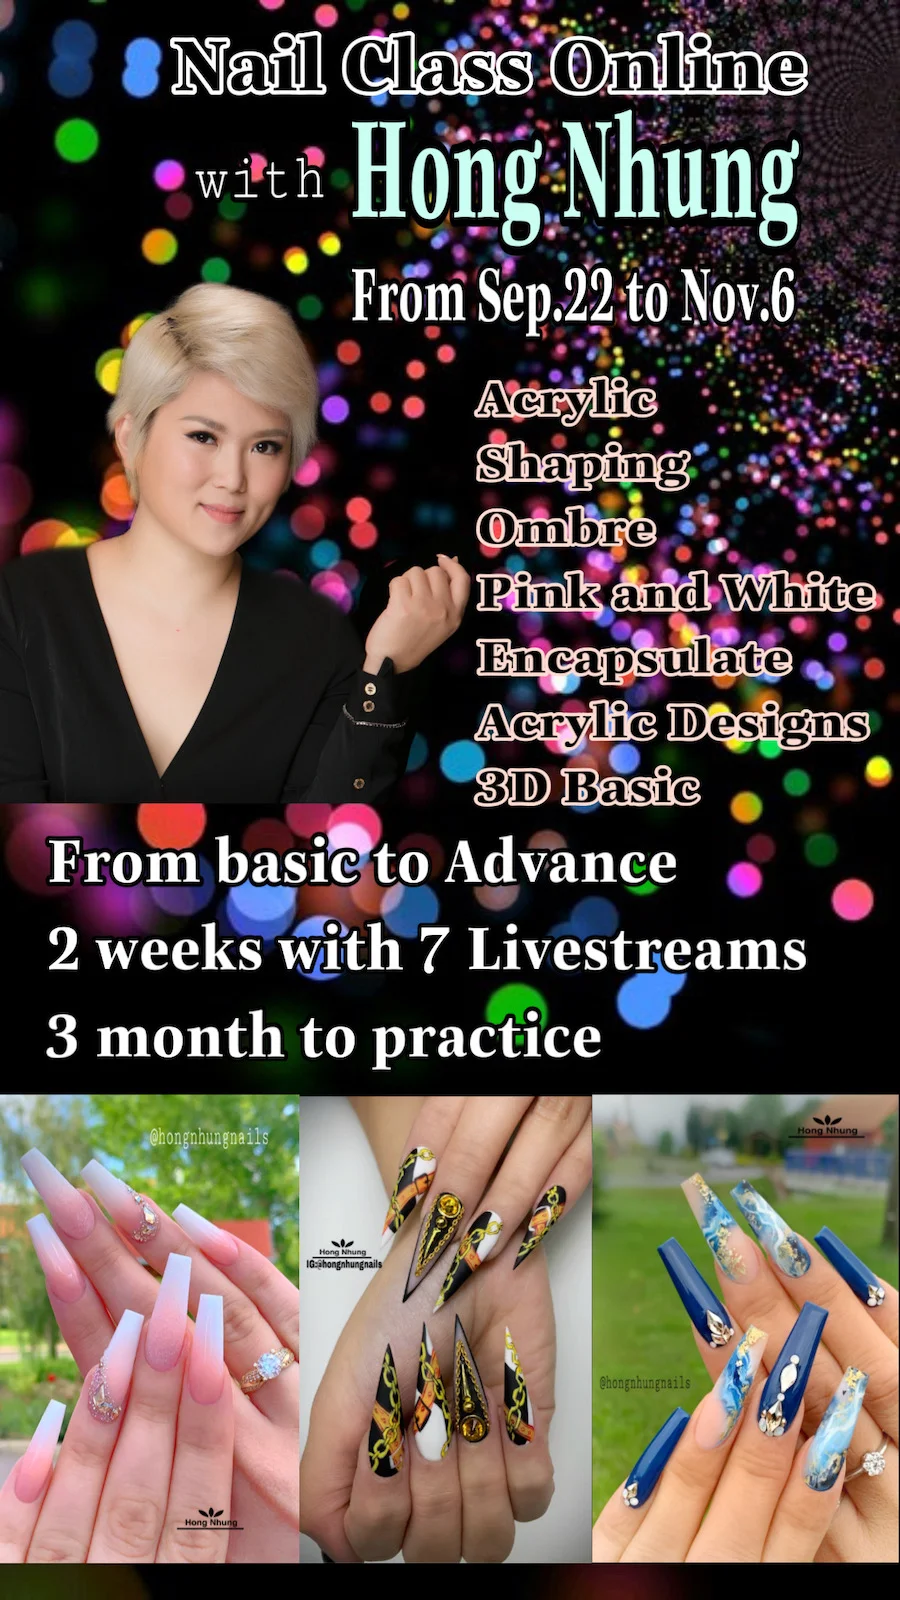 Nail Class Online
with Hong Nhung
From Sep.22 to Nov.6
Acrylic
Shaping
Ombre
Pink and White
Encapsulate
Acrylic Designs
3D Basic
From basic to Advance
2 weeks with 7 Livestreams
3 month to practice
@hongnhungnails
Hong Nhung
Hong Nhung
IG:@hongnhungnails
Hong Nhung
@hongnhungnails